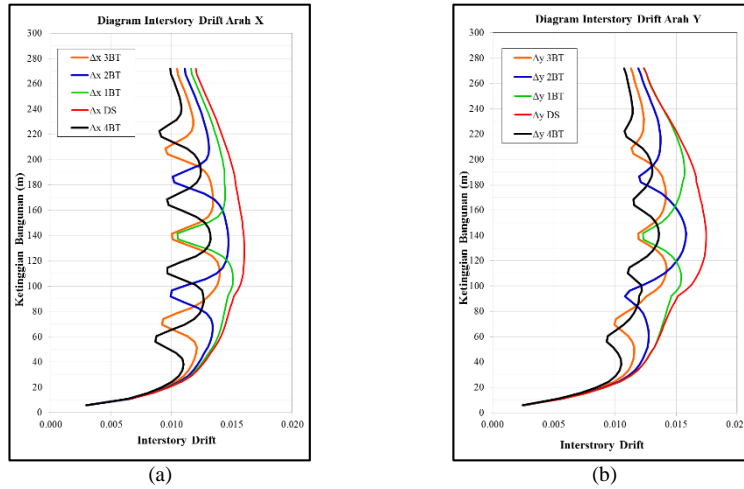 Diagram Interstory Drift Arah X
300
280
260
240
220
200
180
160
140
120
100
80
60
40
20
0
Ketinggian Bangunan (m)
Δx 3BT
Δx 2BT
Δx 1BT
Δx DS
Δx 4BT
0.000
0.005
0.010
0.015
0.020
Interstory Drift
(a)
Diagram Interstory Drift Arah Y
300
280
260
240
220
200
180
160
140
120
100
80
60
40
20
0
Ketinggian Bangunan (m)
Δy 3BT
Δy 2BT
Δy 1BT
Δy DS
Δy 4BT
0.000
0.005
0.010
0.015
0.02
Interstrory Drift
(b)